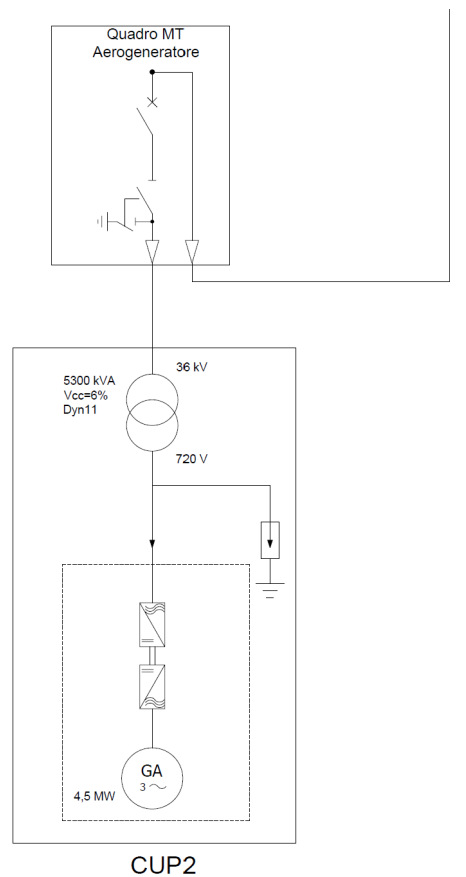 Quadro MT
Aerogeneratore
36 kV
5300 kVA
Vcc=6%
Dyn11
720 V
GA
3
4,5 MW
CUP2